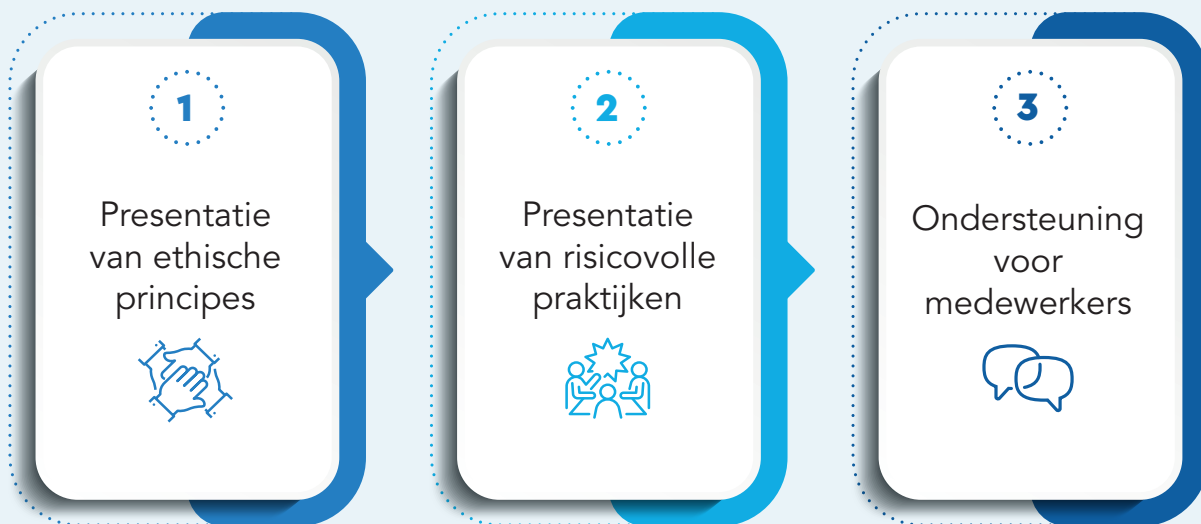 1
Presentatie
van ethische
principes
2
Presentatie
van risicovolle
praktijken
3
Ondersteuning
voor
medewerkers